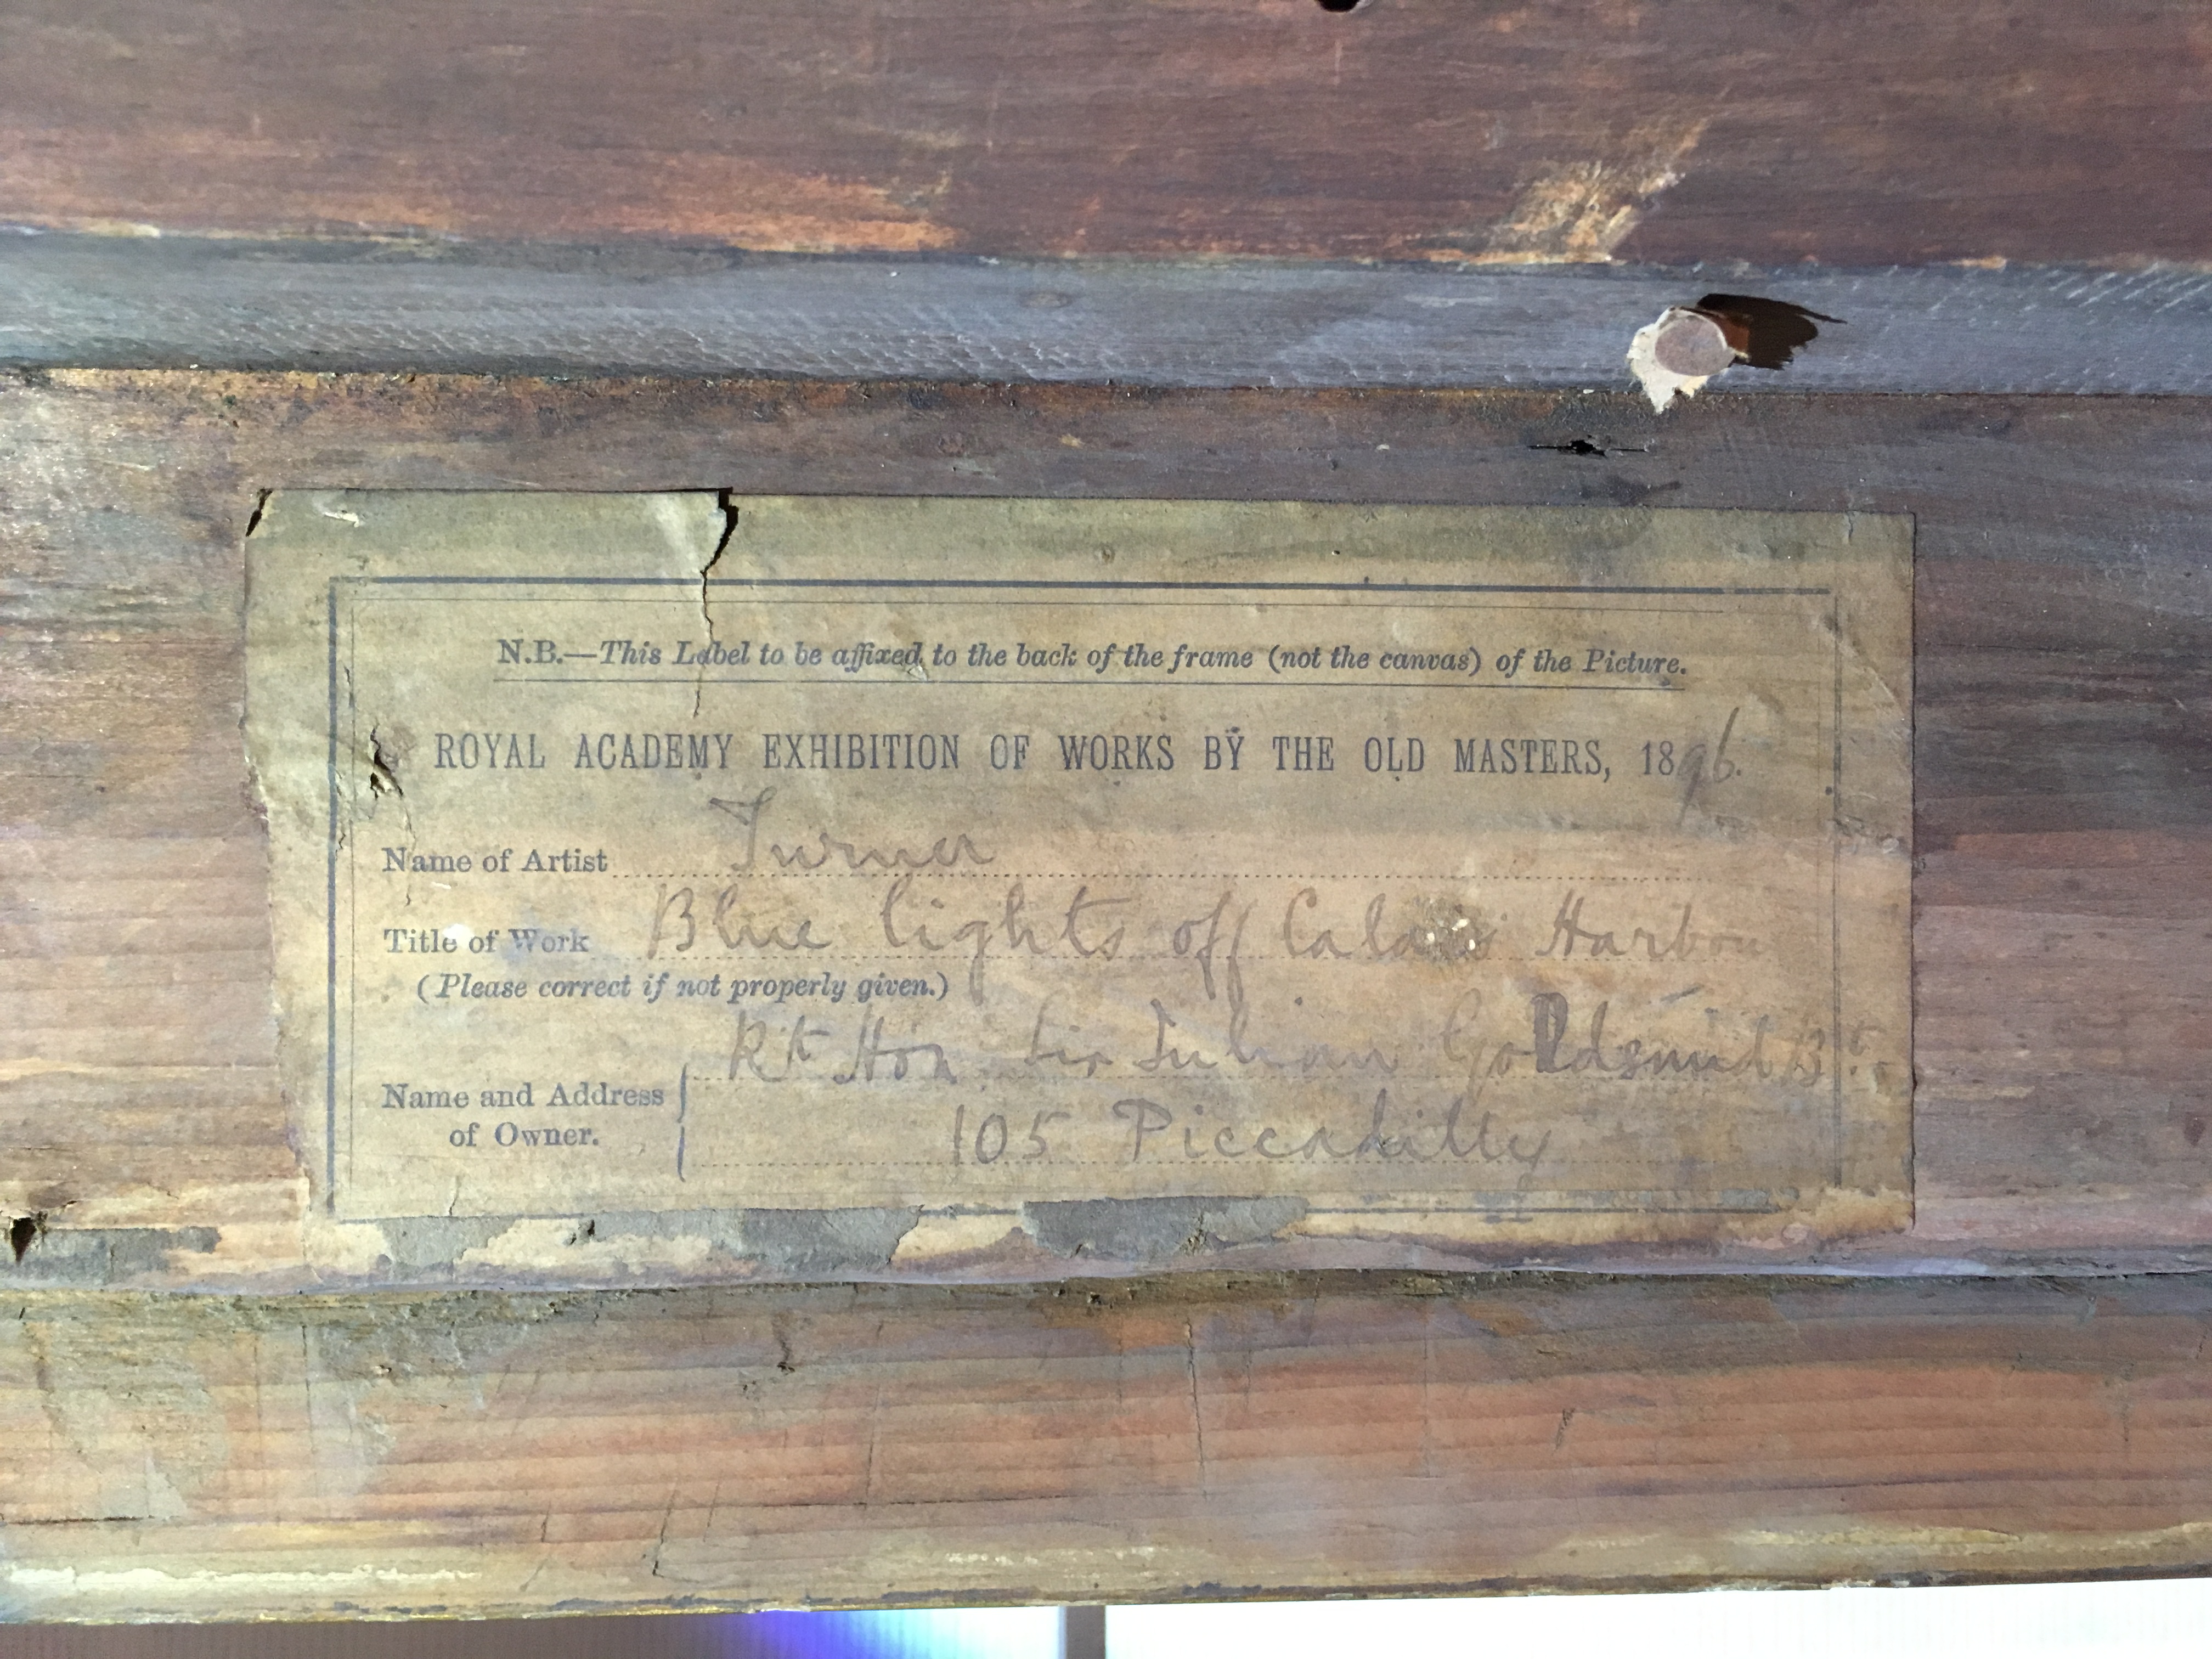 N.B.—This Label to be affixed to the back of the frame (not the canvas) of the Picture.
ROYAL ACADEMY EXHIBITION OF WORKS BY THE OLD MASTERS, 1896.
Name of Artist Turner
Title of Work Blue lights off Calais Harbour
(Please correct if not properly given.)
Rt Hon. Sir Julian Goldsmid Bt.
Name and Address
of Owner.
105 Piccadilly